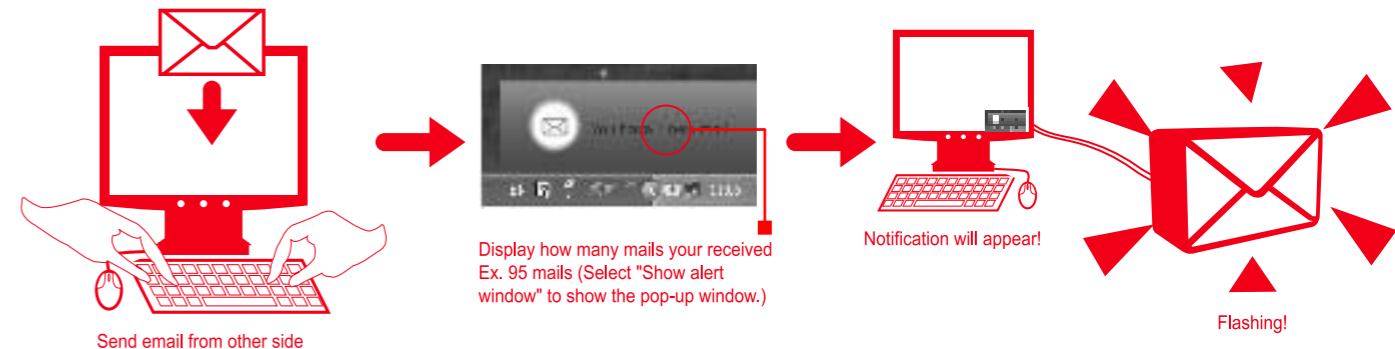 Send email from other side
Display how many mails your received
Ex. 95 mails (Select "Show alert
window" to show the pop-up window.)
Notification will appear!
Flashing!